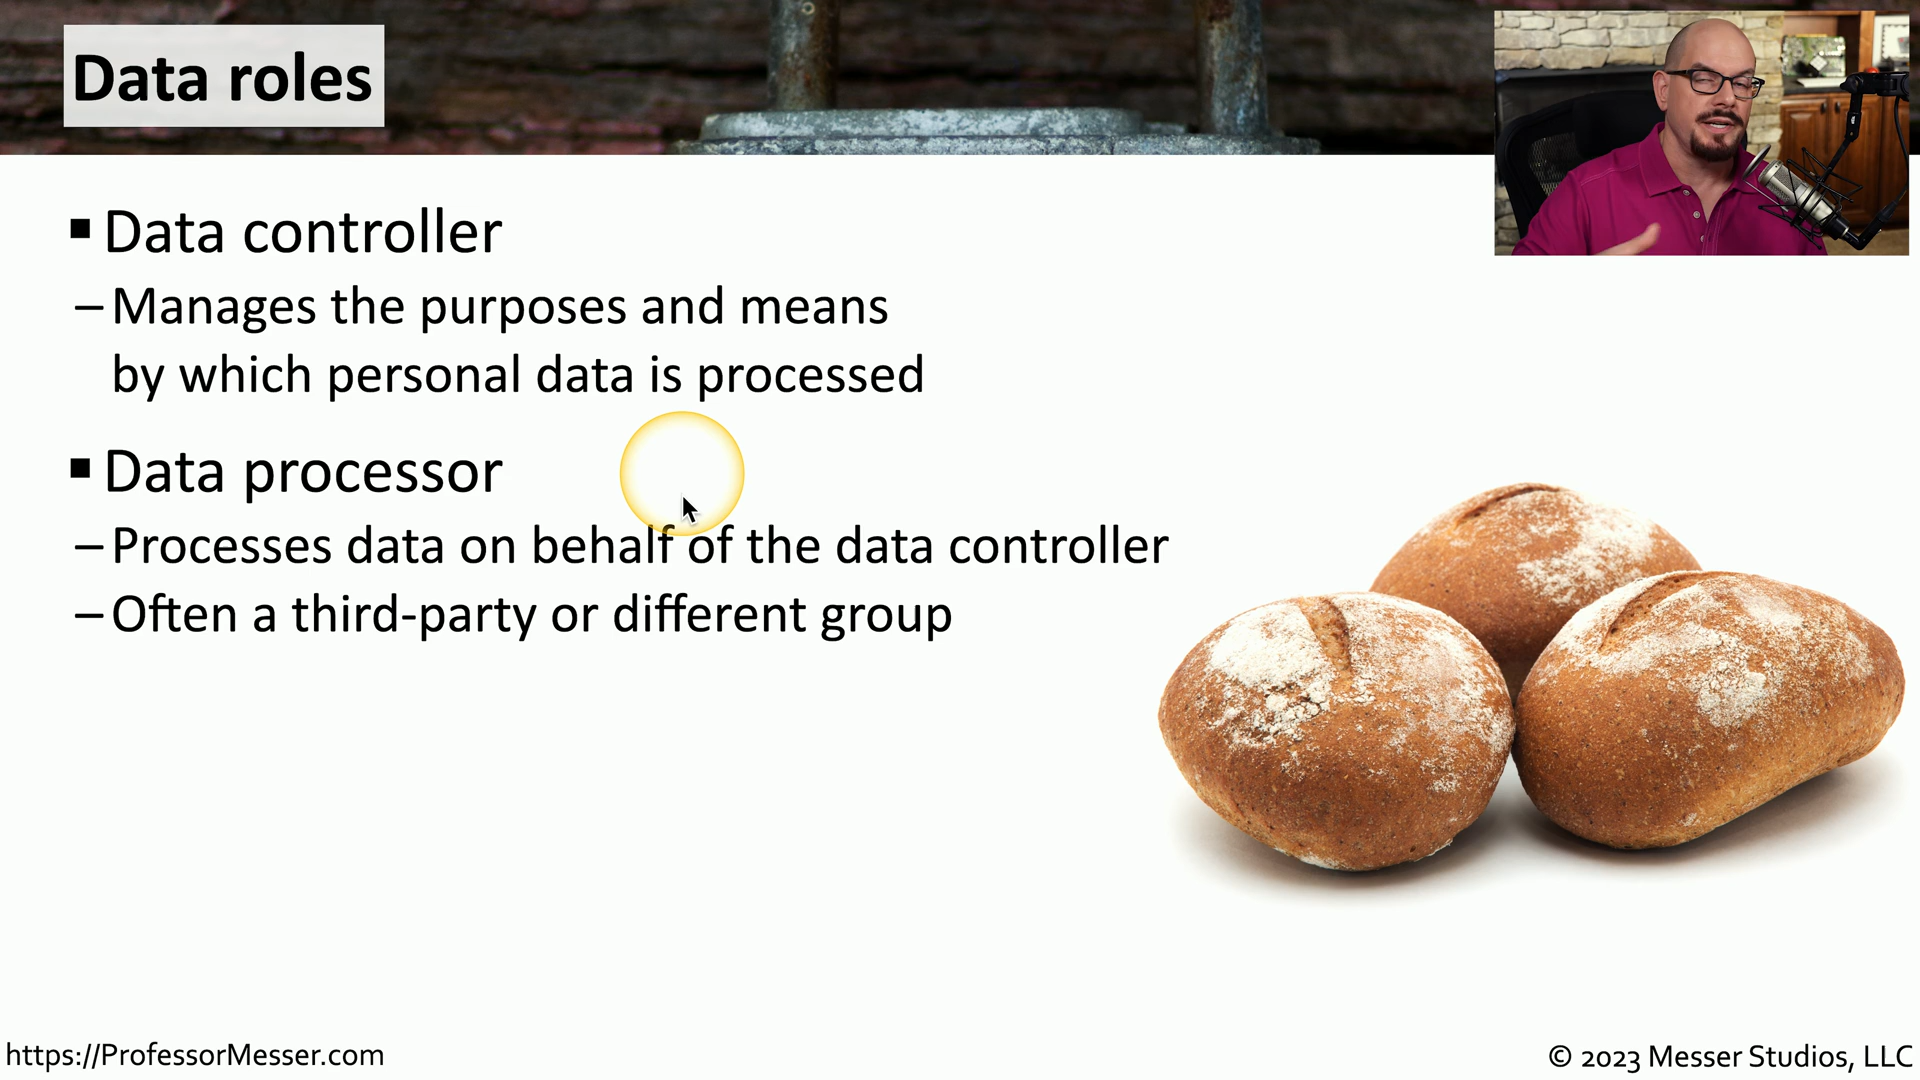 Data roles
▪ Data controller
– Manages the purposes and means
by which personal data is processed
▪ Data processor
– Processes data on behalf of the data controller
– Often a third-party or different group
https://ProfessorMesser.com
© 2023 Messer Studios, LLC